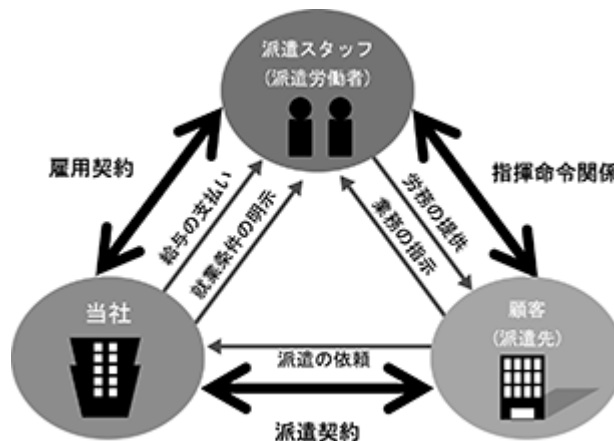 派遣スタッフ
(派遣労働者)
雇用契約
指揮命令関係
給与の支払い
就業条件の明示
労務の提供
業務の指示
当社
顧客
(派遣先)
派遣の依頼
派遣契約